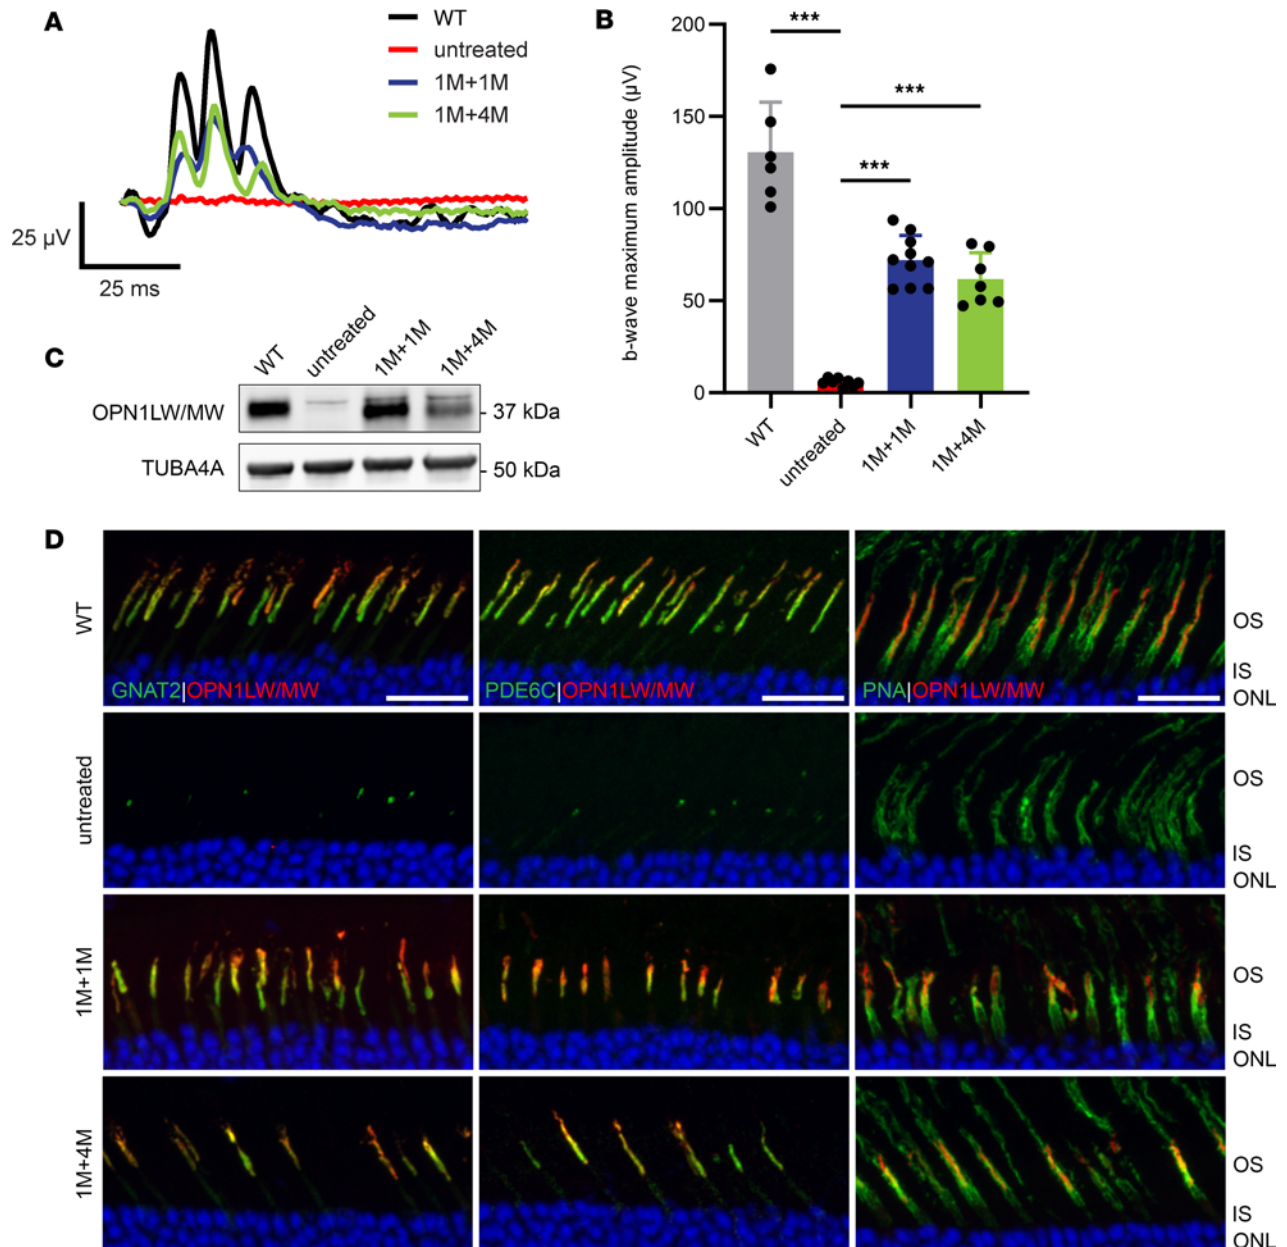 A
WT
untreated
1M+1M
1M+4M
25 µV
25 ms
B
b-wave maximum amplitude (µV)
200
150
100
50
0
***
***
***
WT
untreated
1M+1M
1M+4M
C
WT
untreated
1M+1M
1M+4M
OPN1LW/MW
- 37 kDa
TUBA4A
- 50 kDa
D
WT
GNAT2|OPN1LW/MW
PDE6C|OPN1LW/MW
PNA|OPN1LW/MW
OS
IS
ONL
untreated
OS
IS
ONL
1M+1M
OS
IS
ONL
1M+4M
OS
IS
ONL